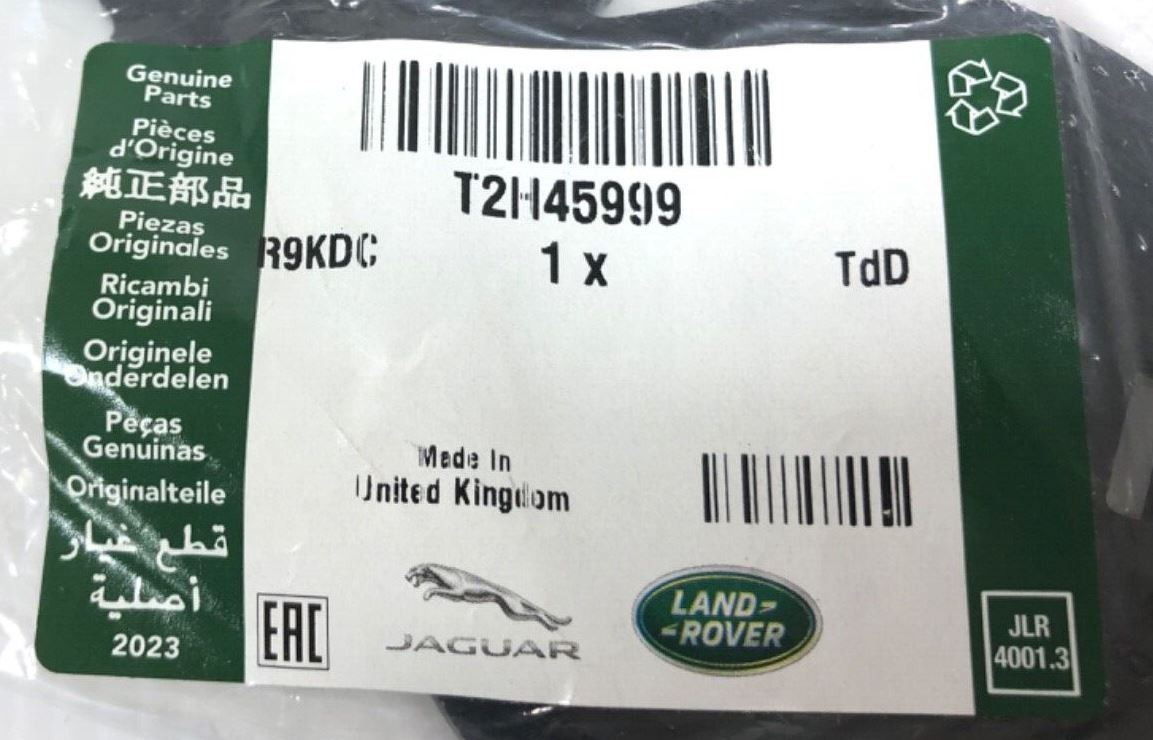 Genuine
Parts
Pièces
d'Origine
純正部品
Piezas
Originales
Ricambi
Originali
Originele
Onderdelen
Peças
Genuinas
Originalteile
قطع غيار
أصلية
2023
T2H45999
R9KDC 1 x TdD
Made In
United Kingdom
EAC
JAGUAR
LAND-
-ROVER
JLR
4001.3